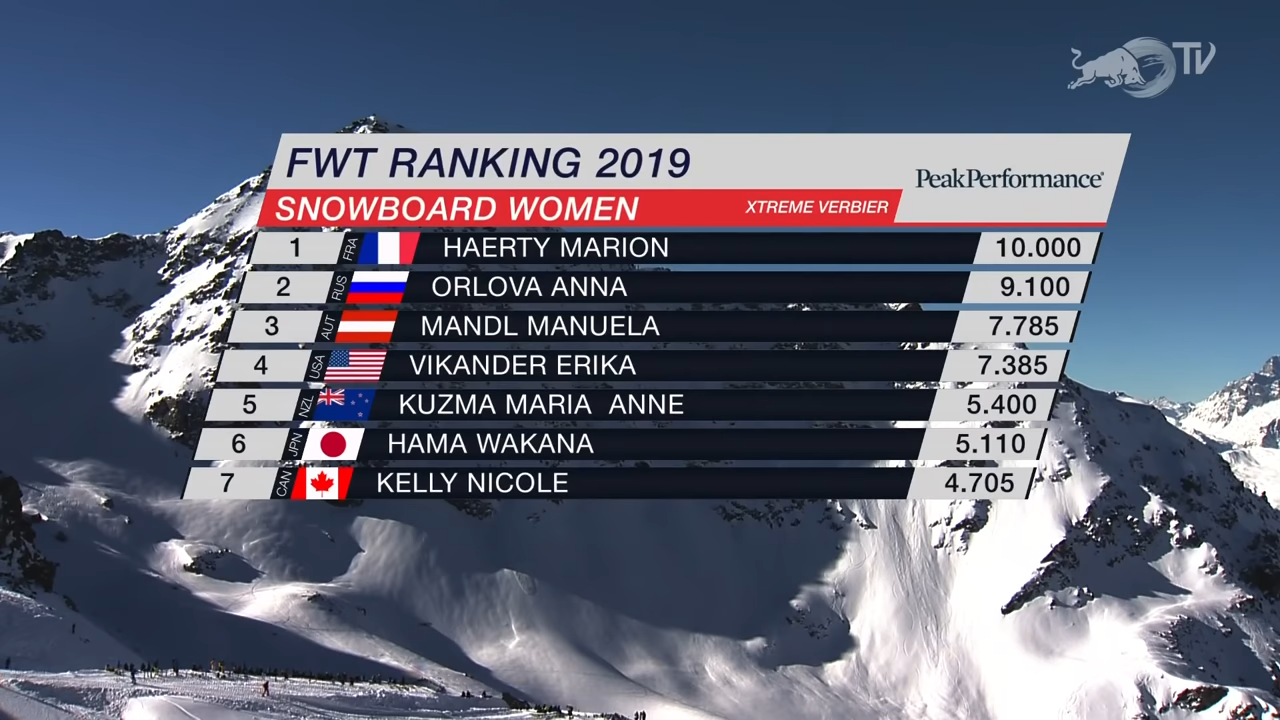 TV
FWT RANKING 2019
PeakPerformance
SNOWBOARD WOMEN XTREME VERBIER
1 FRA HAERTY MARION 10.000
2 RUS ORLOVA ANNA 9.100
3 AUT MANDL MANUELA 7.785
4 USA VIKANDER ERIKA 7.385
5 NZL KUZMA MARIA ANNE 5.400
6 JPN HAMA WAKANA 5.110
7 CAN KELLY NICOLE 4.705